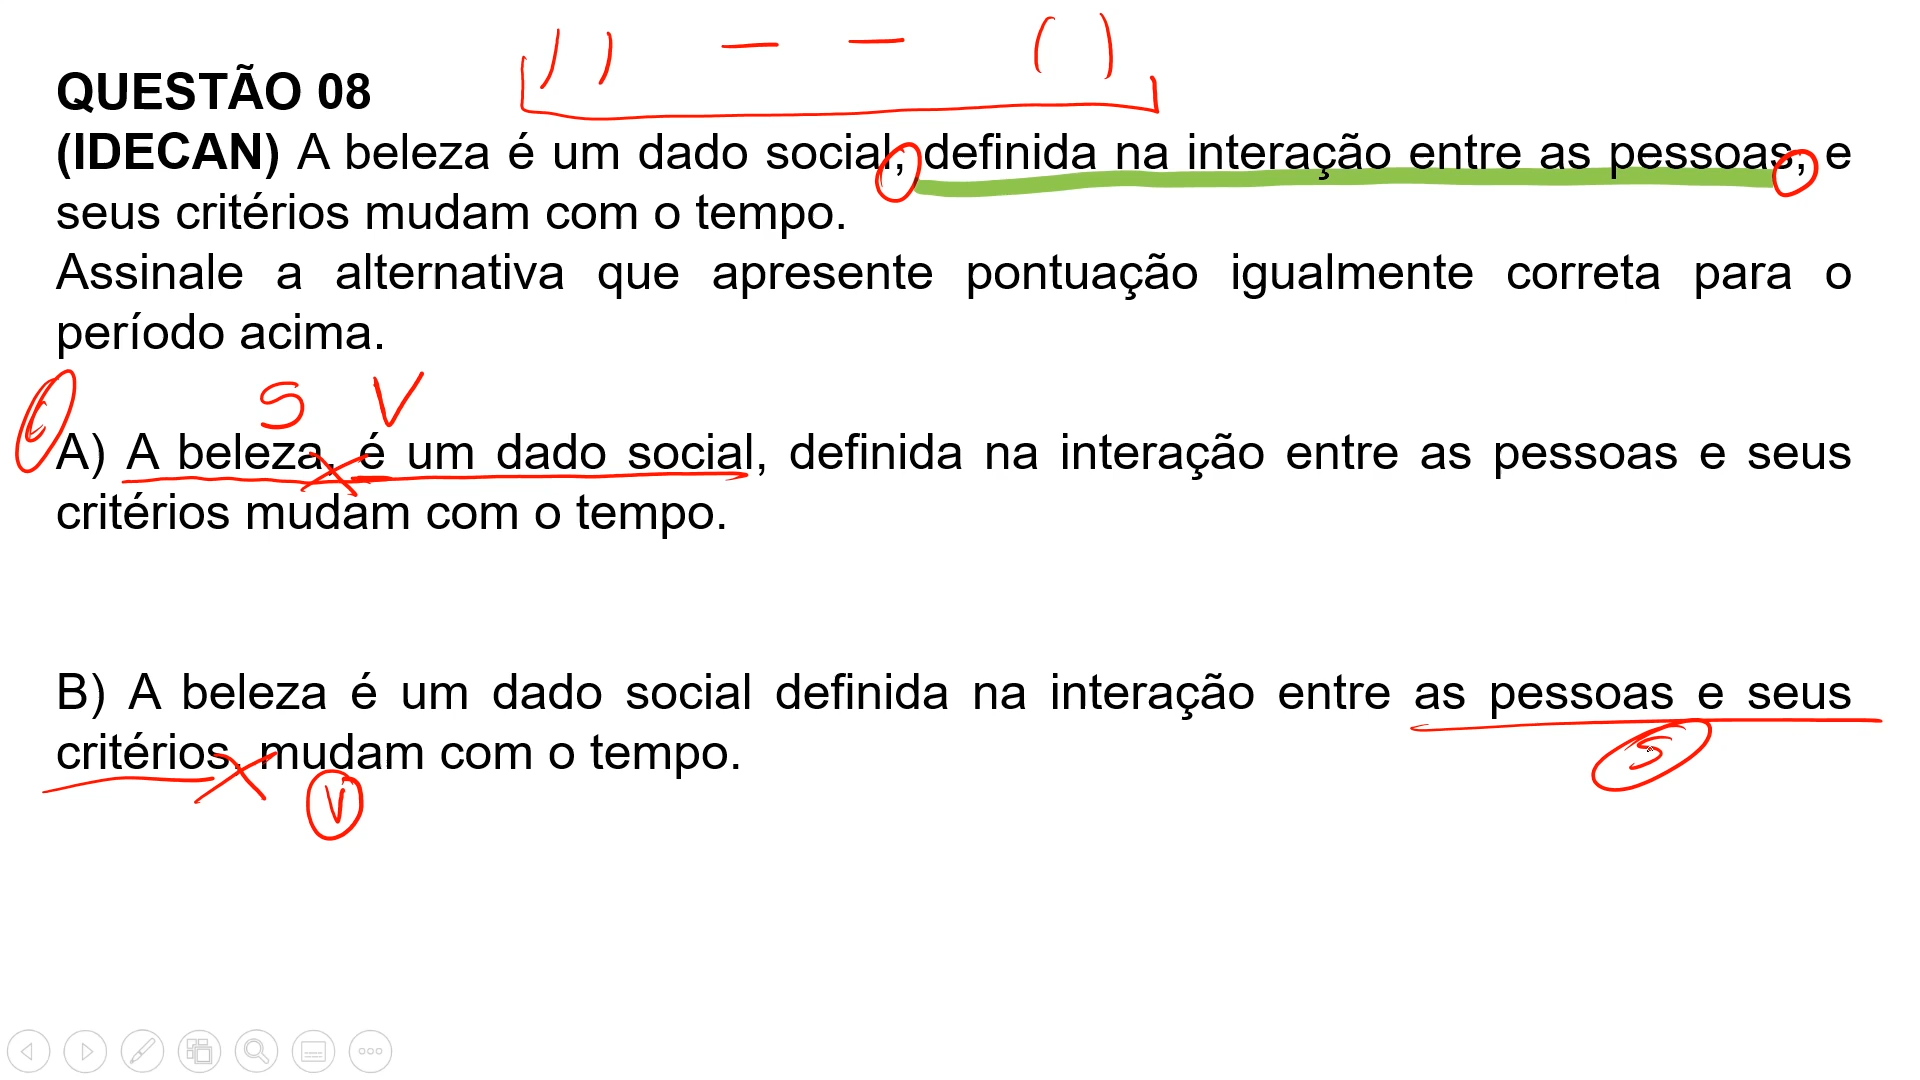 QUESTÃO 08
(IDECAN) A beleza é um dado social, definida na interação entre as pessoas, e
seus critérios mudam com o tempo.
Assinale a alternativa que apresente pontuação igualmente correta para o
período acima.
S V
A) A beleza, é um dado social, definida na interação entre as pessoas e seus
critérios mudam com o tempo.
B) A beleza é um dado social definida na interação entre as pessoas e seus
critérios, mudam com o tempo.
S
V